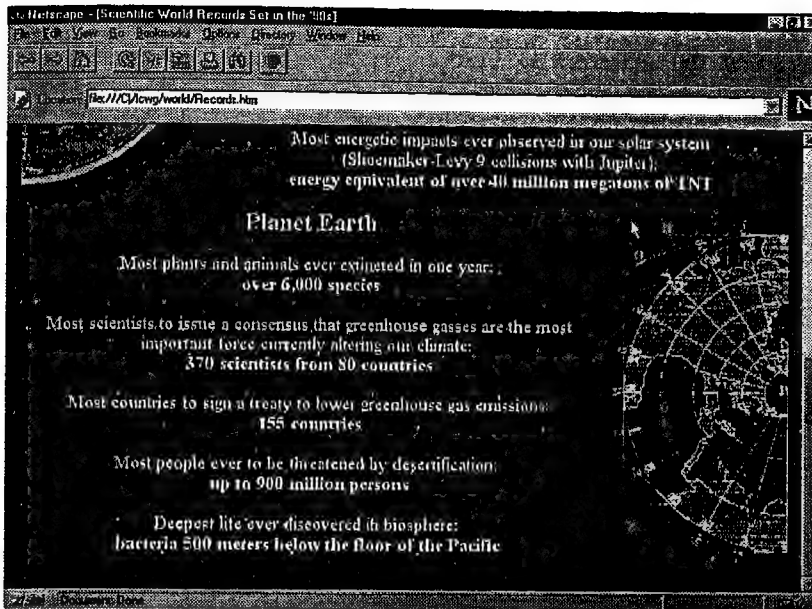 Netscape - [Scientific World Records Set in the '90s]
File Edit View Go Bookmarks Options Directory Window Help
Location: file:///C|/lcwg/world/Records.htm
N
Most energetic impacts ever observed in our solar system
(Shoemaker-Levy 9 collisions with Jupiter):
energy equivalent of over 40 million megatons of TNT
Planet Earth
Most plants and animals ever extincted in one year:
over 6,000 species
Most scientists to issue a consensus that greenhouse gasses are the most
important force currently altering our climate:
370 scientists from 80 countries
Most countries to sign a treaty to lower greenhouse gas emissions:
155 countries
Most people ever to be threatened by desertification:
up to 900 million persons
Deepest life ever discovered in biosphere:
bacteria 500 meters below the floor of the Pacific
Document: Done